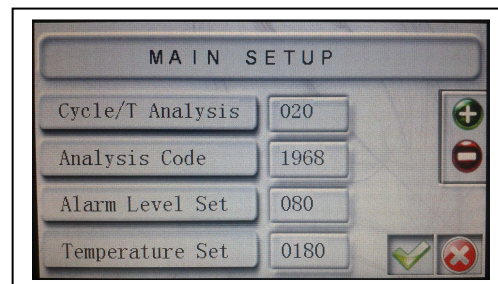 MAIN SETUP
Cycle/T Analysis 020
Analysis Code 1968
Alarm Level Set 080
Temperature Set 0180